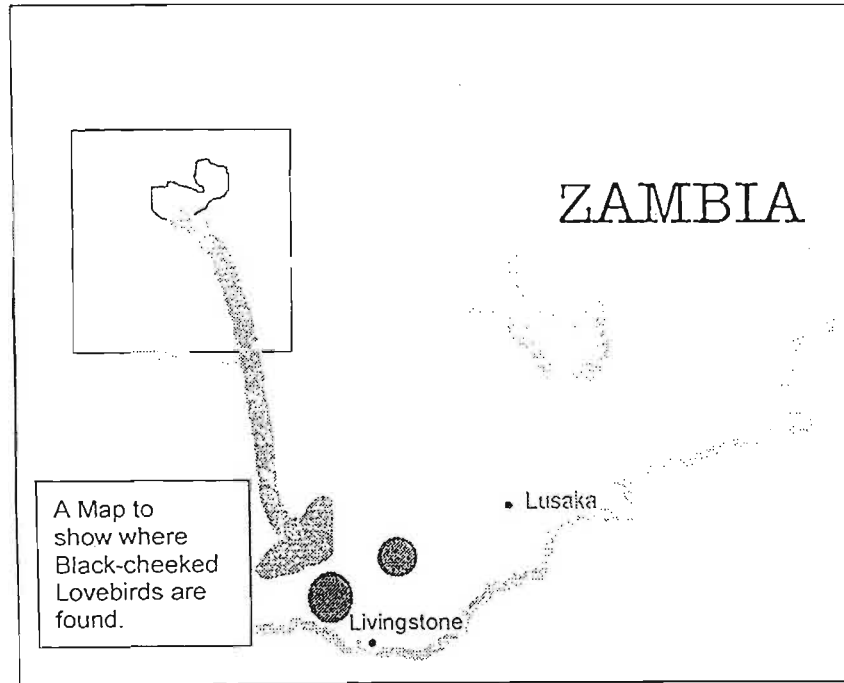 ZAMBIA
Lusaka
A Map to
show where
Black-cheeked
Lovebirds are
found.
Livingstone